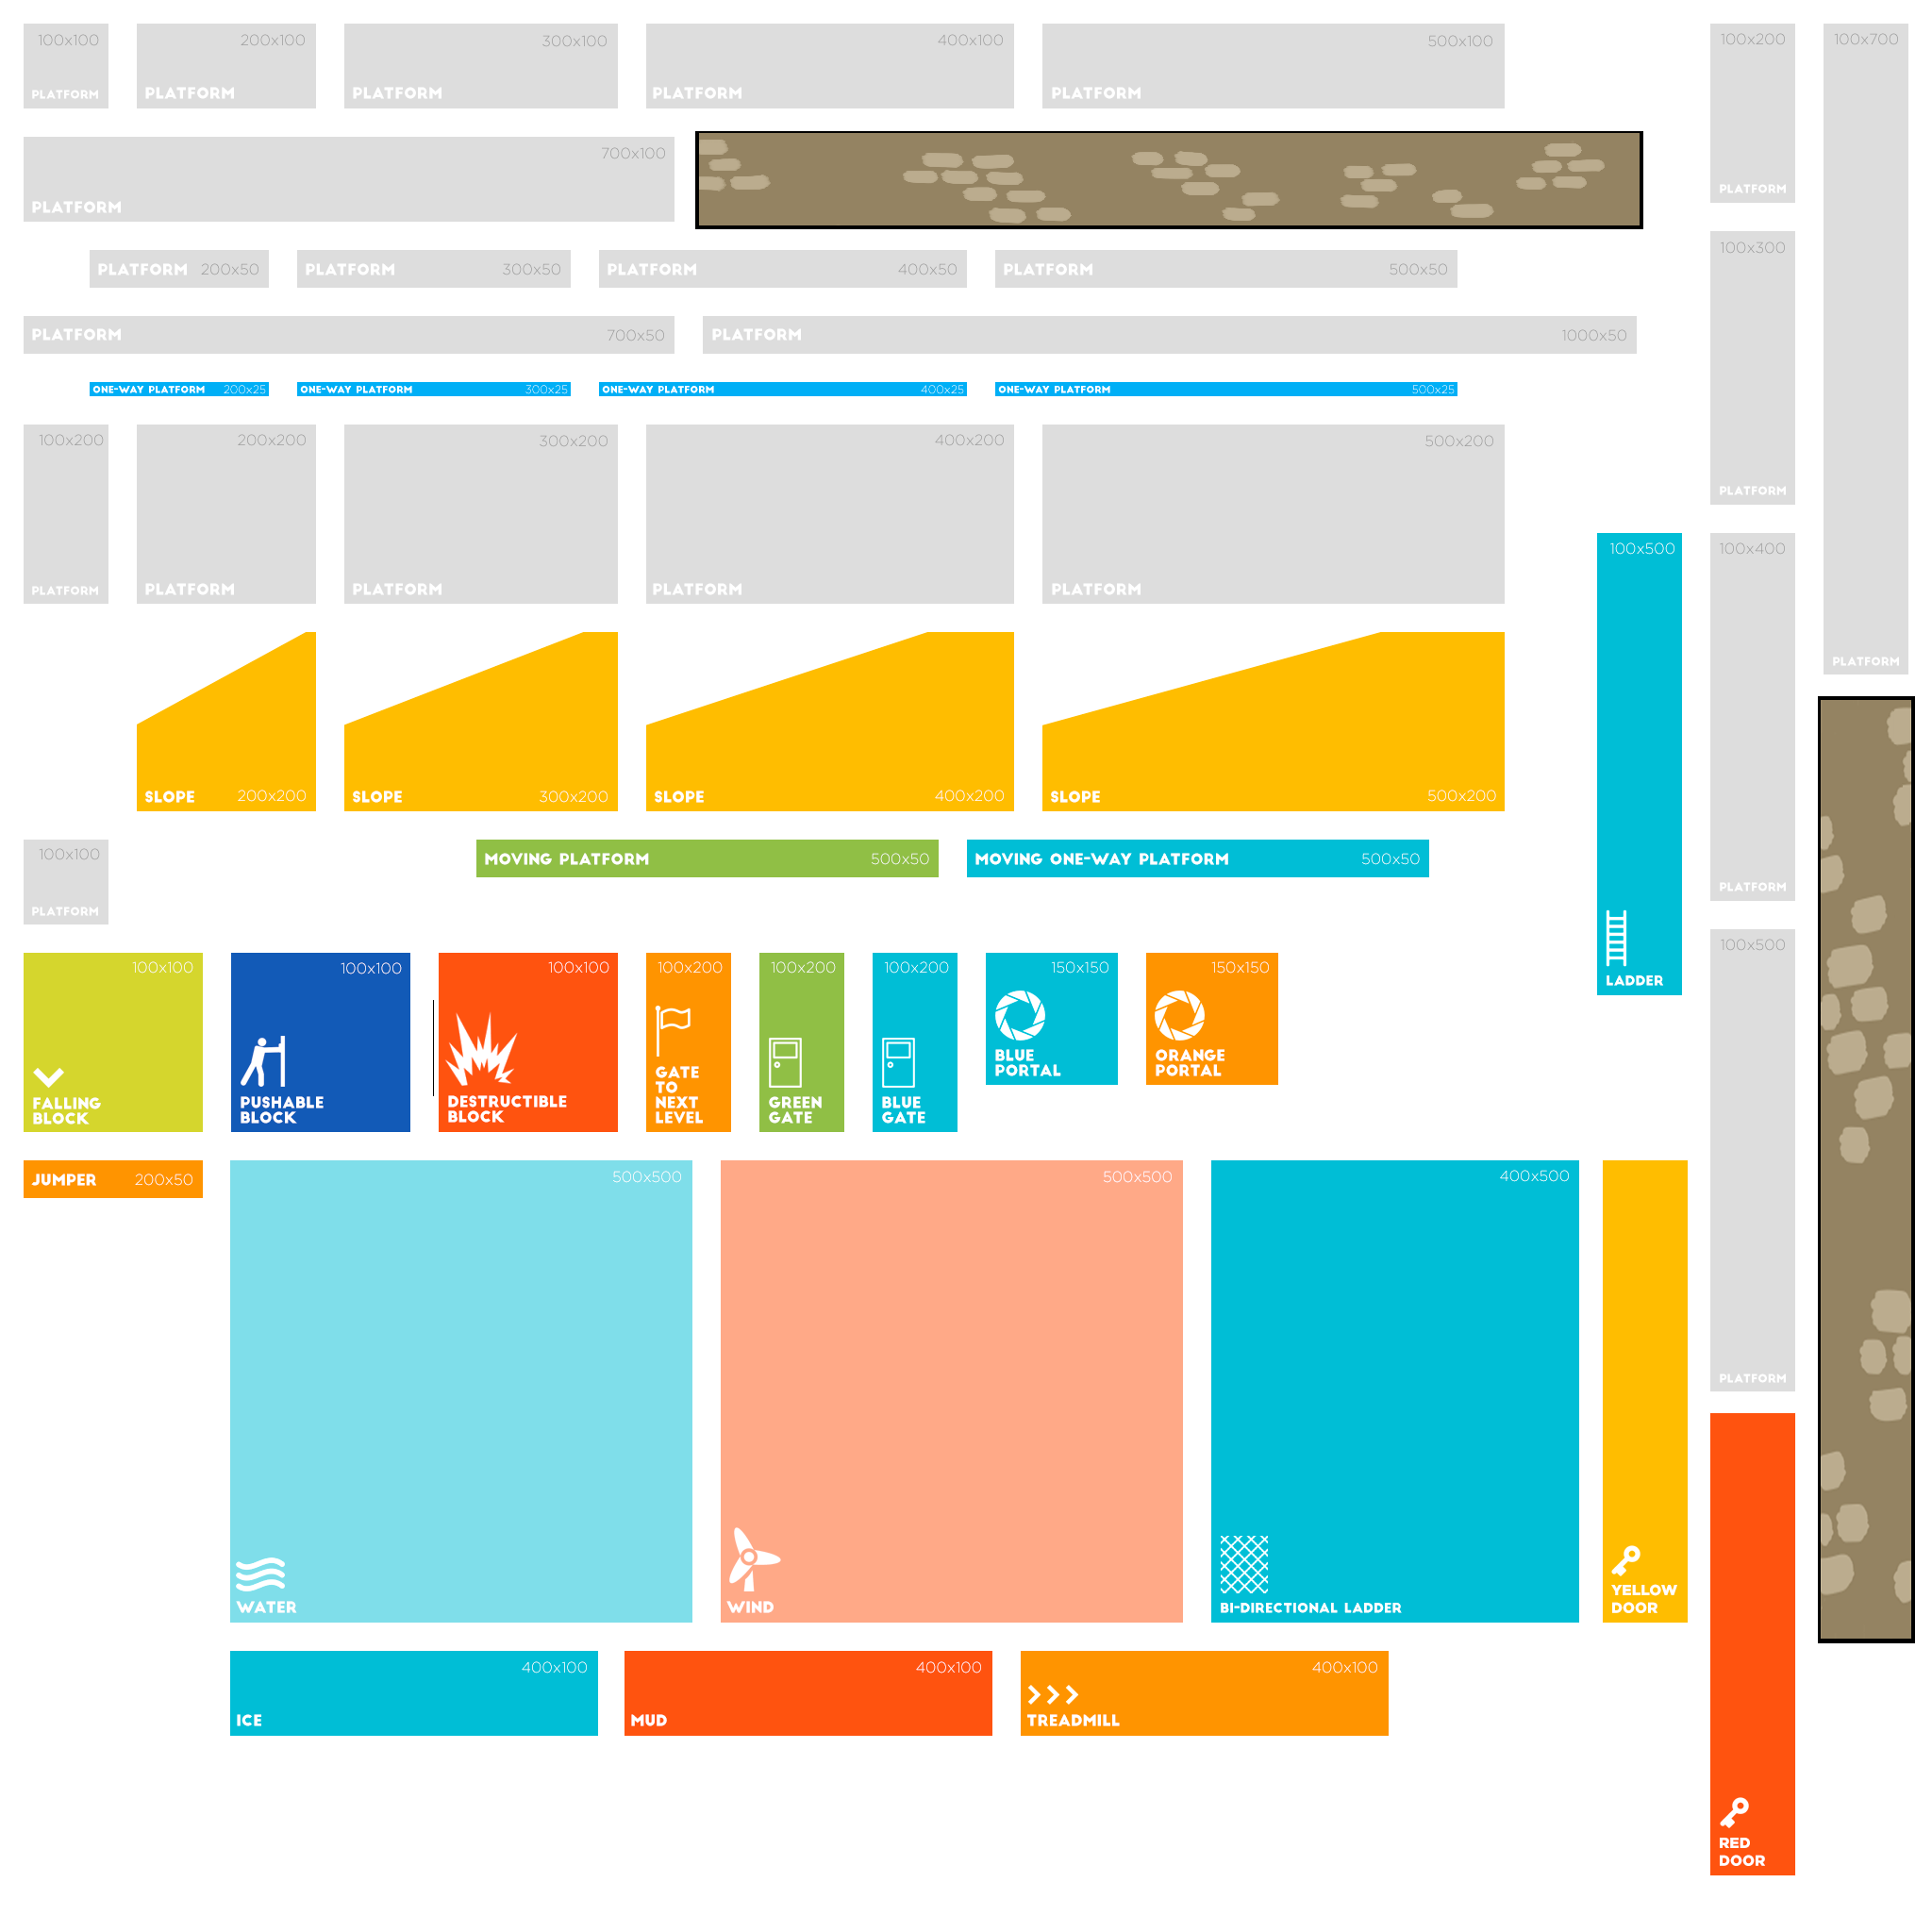 100x100
PLATFORM
200x100
PLATFORM
300x100
PLATFORM
400x100
PLATFORM
500x100
PLATFORM
100x200
PLATFORM
100x700
PLATFORM
700x100
PLATFORM
100x300
PLATFORM
PLATFORM 200x50
PLATFORM 300x50
PLATFORM 400x50
PLATFORM 500x50
PLATFORM 700x50
PLATFORM 1000x50
ONE-WAY PLATFORM 200x25
ONE-WAY PLATFORM 300x25
ONE-WAY PLATFORM 400x25
ONE-WAY PLATFORM 500x25
100x200
PLATFORM
200x200
PLATFORM
300x200
PLATFORM
400x200
PLATFORM
500x200
PLATFORM
100x500
LADDER
100x400
PLATFORM
SLOPE 200x200
SLOPE 300x200
SLOPE 400x200
SLOPE 500x200
100x100
PLATFORM
MOVING PLATFORM 500x50
MOVING ONE-WAY PLATFORM 500x50
100x500
PLATFORM
100x100
FALLING
BLOCK
100x100
PUSHABLE
BLOCK
100x100
DESTRUCTIBLE
BLOCK
100x200
GATE
TO
NEXT
LEVEL
100x200
GREEN
GATE
100x200
BLUE
GATE
150x150
BLUE
PORTAL
150x150
ORANGE
PORTAL
JUMPER 200x50
500x500
WATER
500x500
WIND
400x500
BI-DIRECTIONAL LADDER
YELLOW
DOOR
400x100
ICE
400x100
MUD
400x100
TREADMILL
RED
DOOR